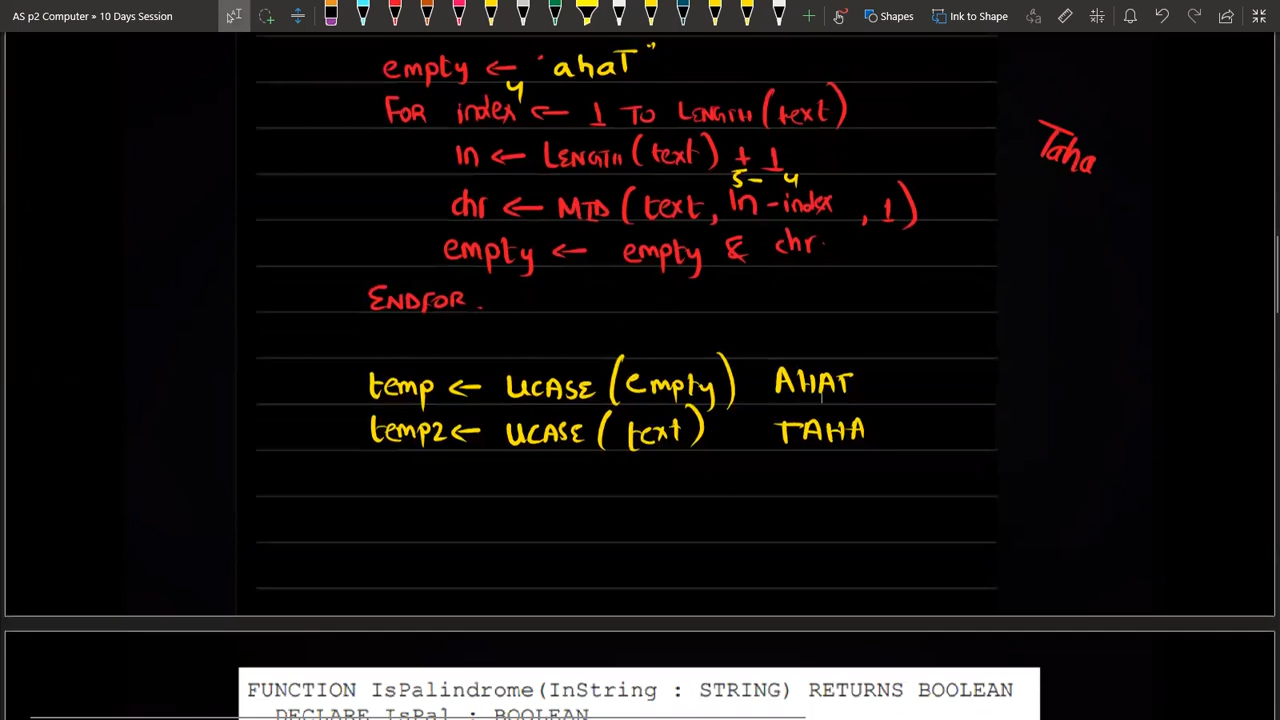 AS p2 Computer » 10 Days Session
Shapes
Ink to Shape
empty ← "ahaT"
4
FOR index ← 1 TO LENGTH(text)
ln ← LENGTH(text) + 1
5 - 4
chr ← MID(text, ln - index, 1)
empty ← empty & chr
ENDFOR.
Taha
temp ← UCASE(empty) AHAT
temp2 ← UCASE(text) TAHA
FUNCTION IsPalindrome(InString : STRING) RETURNS BOOLEAN
DECLARE IsPal : BOOLEAN